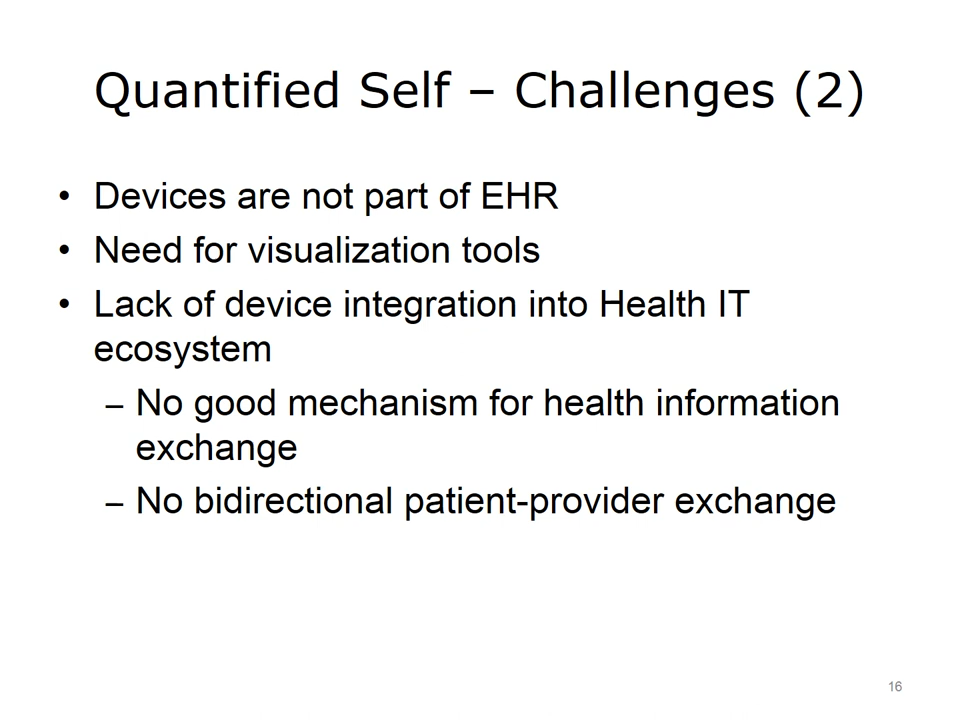 Quantified Self – Challenges (2)
• Devices are not part of EHR
• Need for visualization tools
• Lack of device integration into Health IT
ecosystem
– No good mechanism for health information
exchange
– No bidirectional patient-provider exchange
16